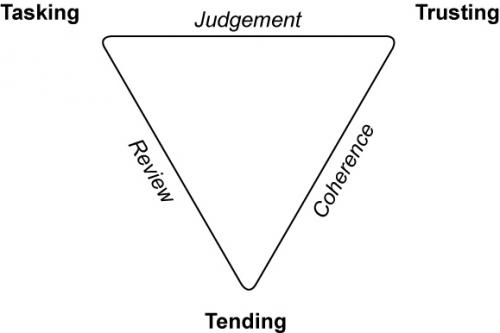 Tasking
Judgement
Trusting
Review
Coherence
Tending